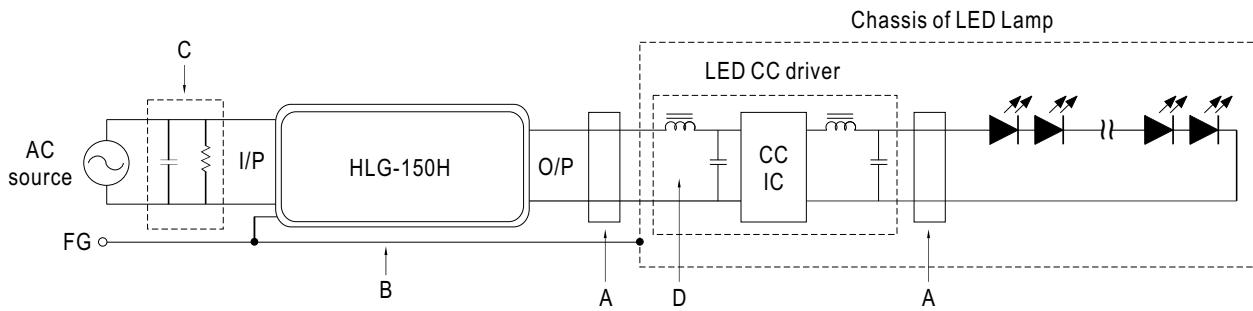 Chassis of LED Lamp
C
LED CC driver
AC
source
I/P
HLG-150H
O/P
CC
IC
FG
B
A
D
A